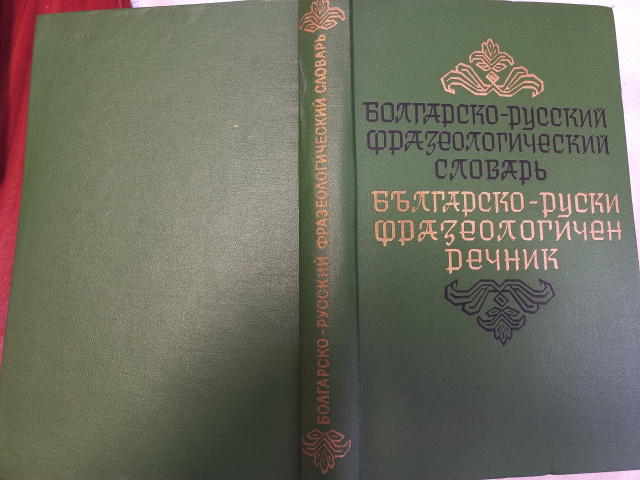 БОЛГАРСКО-РУССКИЙ ФРАЗЕОЛОГИЧЕСКИЙ СЛОВАРЬ
БОЛГАРСКО-РУССКИЙ
ФРАЗЕОЛОГИЧЕСКИЙ
СЛОВАРЬ
БЪЛГАРСКО-РУСКИ
ФРАЗЕОЛОГИЧЕН
РЕЧНИК